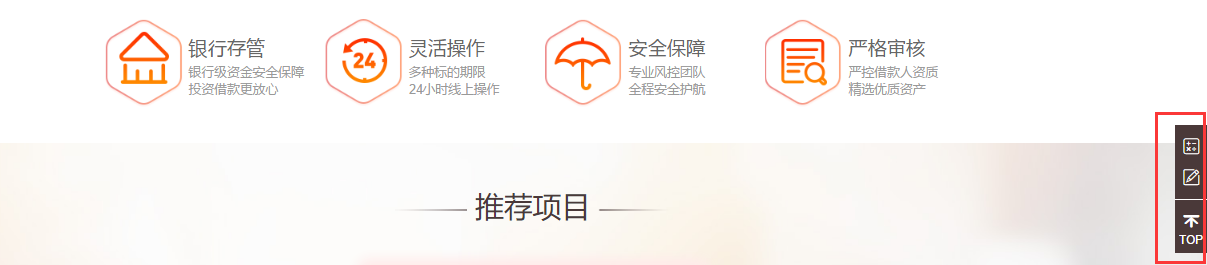 银行存管
银行级资金安全保障
投资借款更放心
24
灵活操作
多种标的期限
24小时线上操作
安全保障
专业风控团队
全程安全护航
严格审核
严控借款人资质
精选优质资产
推荐项目
TOP